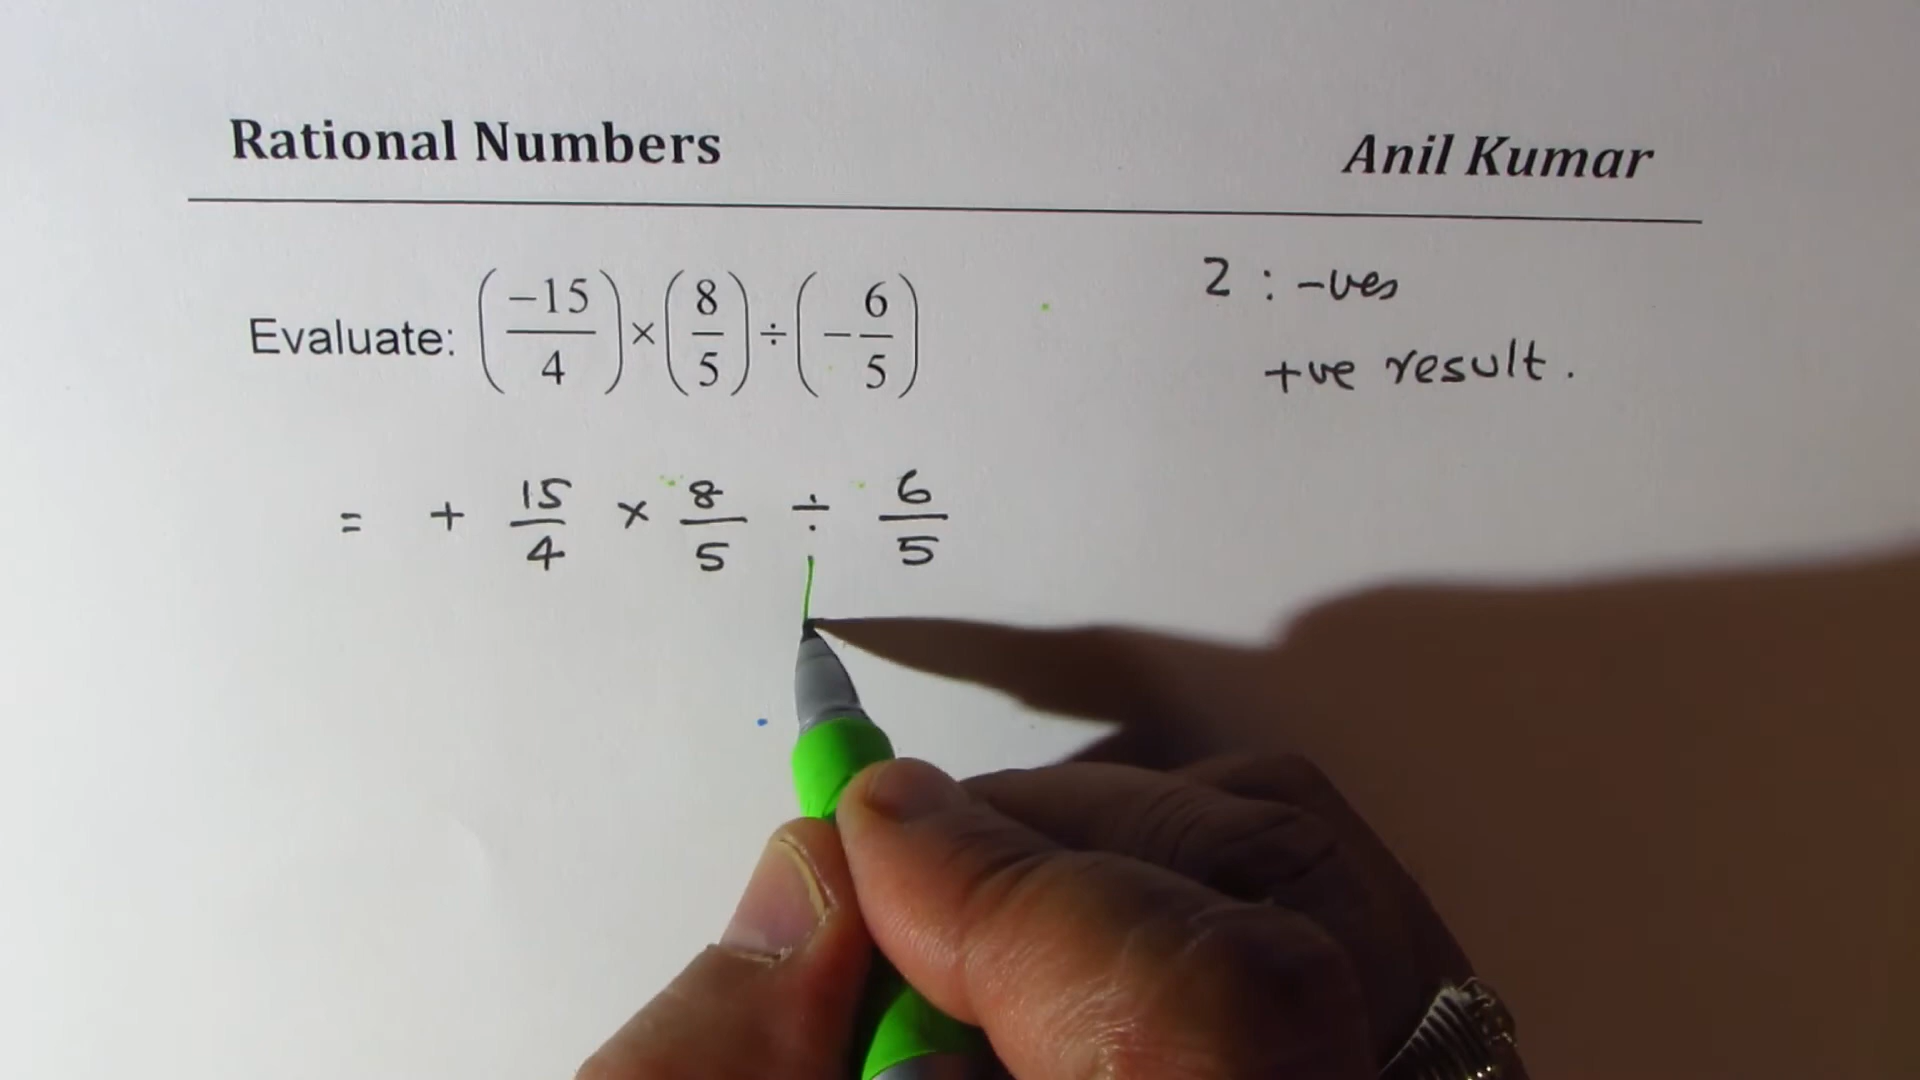 Rational Numbers Anil Kumar
Evaluate: (-15/4) × (8/5) ÷ (-6/5)
2 : -ves
+ve result.
= + 15/4 × 8/5 ÷ 6/5